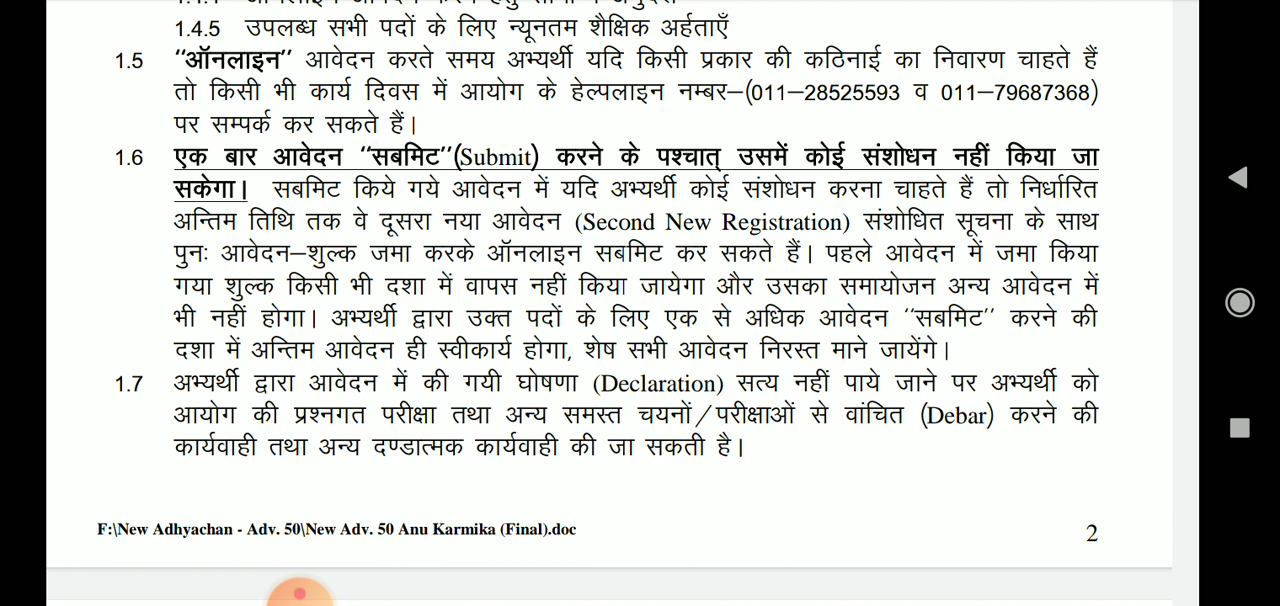 1.4.5 उपलब्ध सभी पदों के लिए न्यूनतम शैक्षिक अर्हताएँ
1.5 “ऑनलाइन” आवेदन करते समय अभ्यर्थी यदि किसी प्रकार की कठिनाई का निवारण चाहते हैं
तो किसी भी कार्य दिवस में आयोग के हेल्पलाइन नम्बर–(011–28525593 व 011–79687368)
पर सम्पर्क कर सकते हैं।
1.6 एक बार आवेदन “सबमिट”(Submit) करने के पश्चात् उसमें कोई संशोधन नहीं किया जा
सकेगा। सबमिट किये गये आवेदन में यदि अभ्यर्थी कोई संशोधन करना चाहते हैं तो निर्धारित
अन्तिम तिथि तक वे दूसरा नया आवेदन (Second New Registration) संशोधित सूचना के साथ
पुनः आवेदन–शुल्क जमा करके ऑनलाइन सबमिट कर सकते हैं। पहले आवेदन में जमा किया
गया शुल्क किसी भी दशा में वापस नहीं किया जायेगा और उसका समायोजन अन्य आवेदन में
भी नहीं होगा। अभ्यर्थी द्वारा उक्त पदों के लिए एक से अधिक आवेदन “सबमिट” करने की
दशा में अन्तिम आवेदन ही स्वीकार्य होगा, शेष सभी आवेदन निरस्त माने जायेंगे।
1.7 अभ्यर्थी द्वारा आवेदन में की गयी घोषणा (Declaration) सत्य नहीं पाये जाने पर अभ्यर्थी को
आयोग की प्रश्नगत परीक्षा तथा अन्य समस्त चयनों/परीक्षाओं से वांचित (Debar) करने की
कार्यवाही तथा अन्य दण्डात्मक कार्यवाही की जा सकती है।
F:\New Adhyachan - Adv. 50\New Adv. 50 Anu Karmika (Final).doc
2